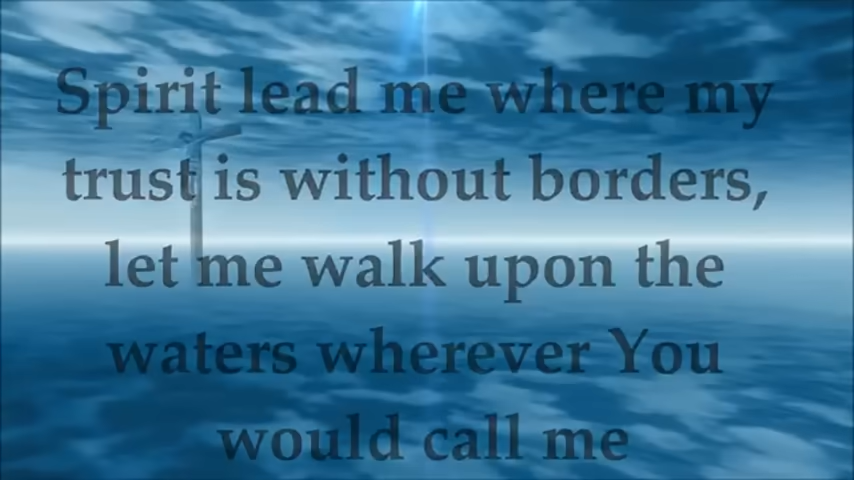 Spirit lead me where my
trust is without borders,
let me walk upon the
waters wherever You
would call me